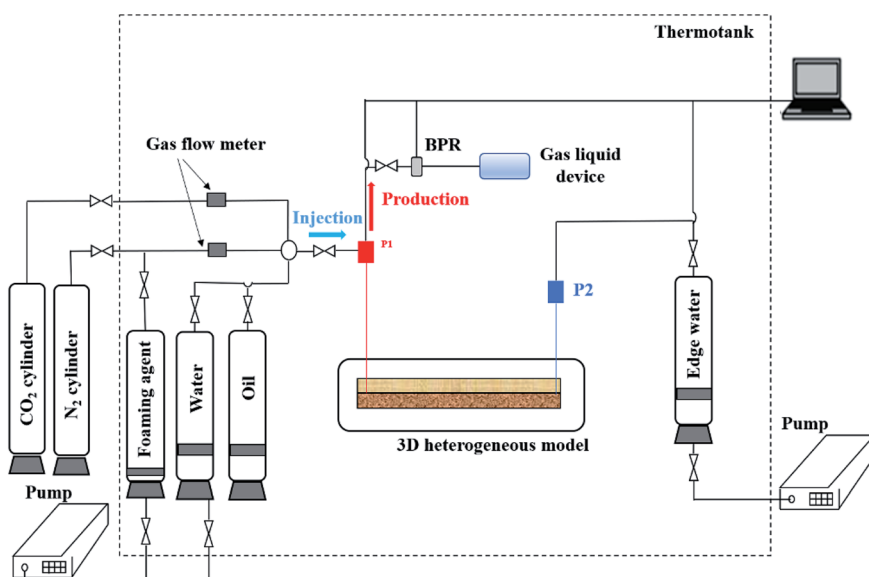 Thermotank
Gas flow meter
BPR
Gas liquid
device
Production
Injection
P1
P2
CO₂ cylinder
N₂ cylinder
Foaming agent
Water
Oil
Edge water
3D heterogeneous model
Pump
Pump